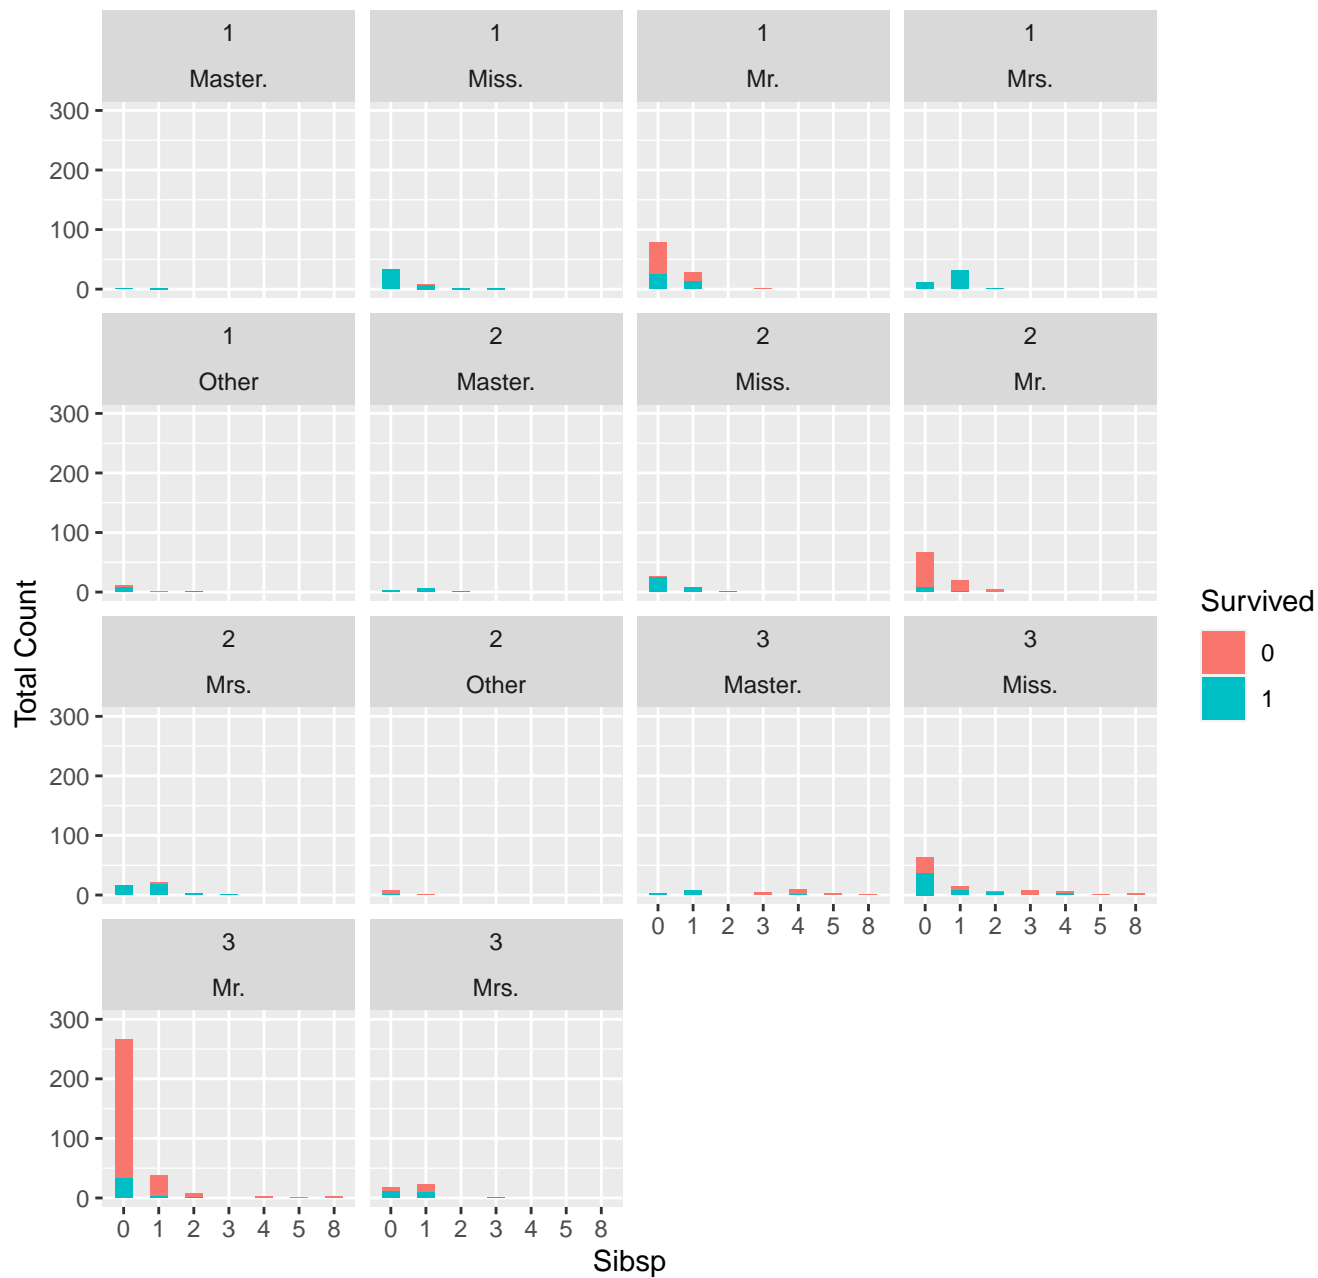 1 1 1 1
Master. Miss. Mr. Mrs.
300
200
100
0
1 2 2 2
Other Master. Miss. Mr.
300
200
100
0
2 2 3 3
Mrs. Other Master. Miss.
300
200
100
0
0 1 2 3 4 5 8 0 1 2 3 4 5 8
3 3
Mr. Mrs.
300
200
100
0
0 1 2 3 4 5 8 0 1 2 3 4 5 8
Sibsp
Total Count
Survived
0
1